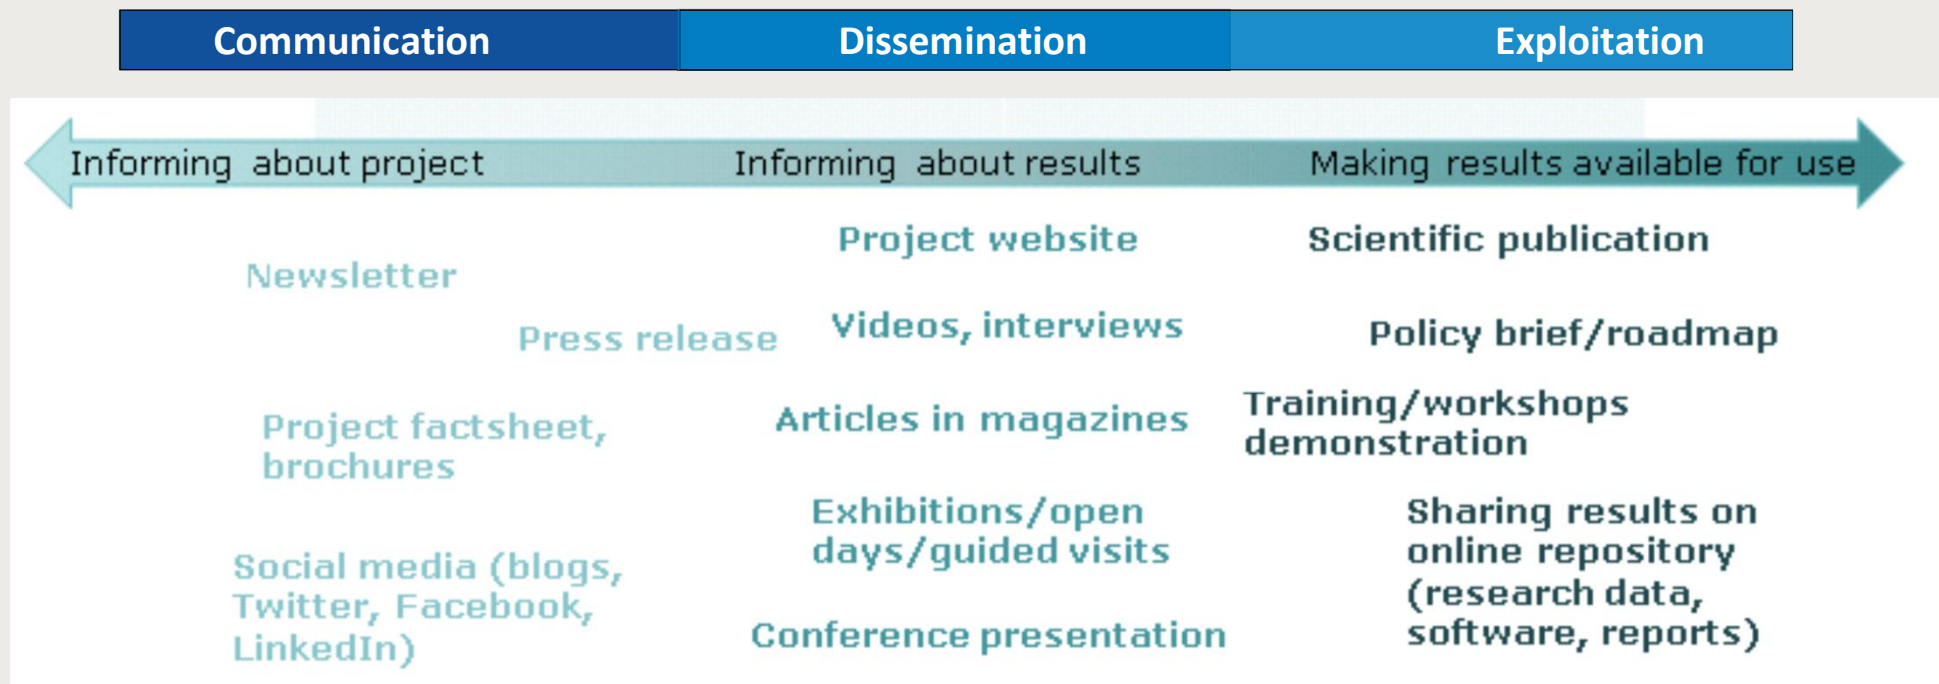 Communication
Dissemination
Exploitation
Informing about project
Informing about results
Making results available for use
Newsletter
Press release
Project factsheet,
brochures
Social media (blogs,
Twitter, Facebook,
LinkedIn)
Project website
Videos, interviews
Articles in magazines
Exhibitions/open
days/guided visits
Conference presentation
Scientific publication
Policy brief/roadmap
Training/workshops
demonstration
Sharing results on
online repository
(research data,
software, reports)